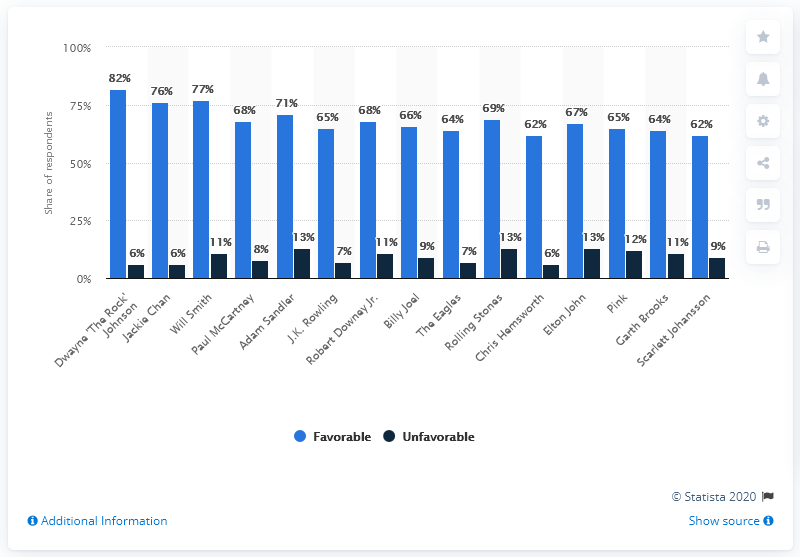 100%
75%
50%
25%
0%
Share of respondents
82%
76%
77%
68%
71%
65%
68%
66%
64%
69%
62%
67%
65%
64%
62%
6%
6%
11%
8%
13%
7%
11%
9%
7%
13%
6%
13%
12%
11%
9%
Dwayne 'The Rock'
Johnson
Jackie Chan
Will Smith
Paul McCartney
Adam Sandler
J.K. Rowling
Robert Downey Jr.
Billy Joel
The Eagles
Rolling Stones
Chris Hemsworth
Elton John
Pink
Garth Brooks
Scarlett Johansson
Favorable Unfavorable
© Statista 2020
Additional Information
Show source